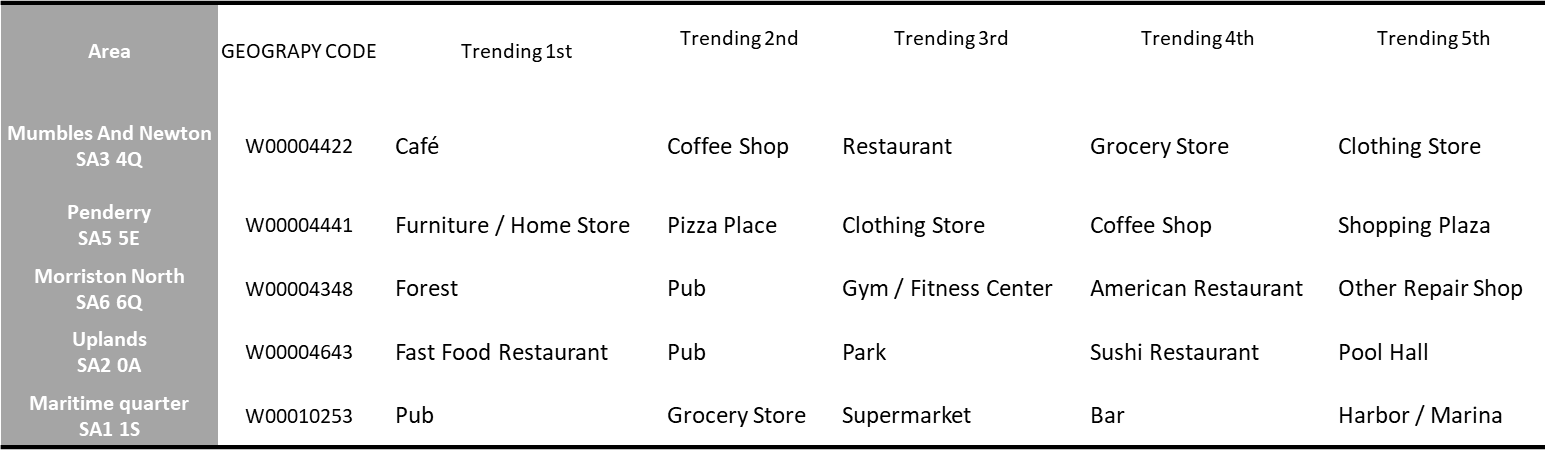 Area GEOGRAPY CODE Trending 1st Trending 2nd Trending 3rd Trending 4th Trending 5th
Mumbles And Newton
SA3 4Q W00004422 Café Coffee Shop Restaurant Grocery Store Clothing Store
Penderry
SA5 5E W00004441 Furniture / Home Store Pizza Place Clothing Store Coffee Shop Shopping Plaza
Morriston North
SA6 6Q W00004348 Forest Pub Gym / Fitness Center American Restaurant Other Repair Shop
Uplands
SA2 0A W00004643 Fast Food Restaurant Pub Park Sushi Restaurant Pool Hall
Maritime quarter
SA1 1S W00010253 Pub Grocery Store Supermarket Bar Harbor / Marina